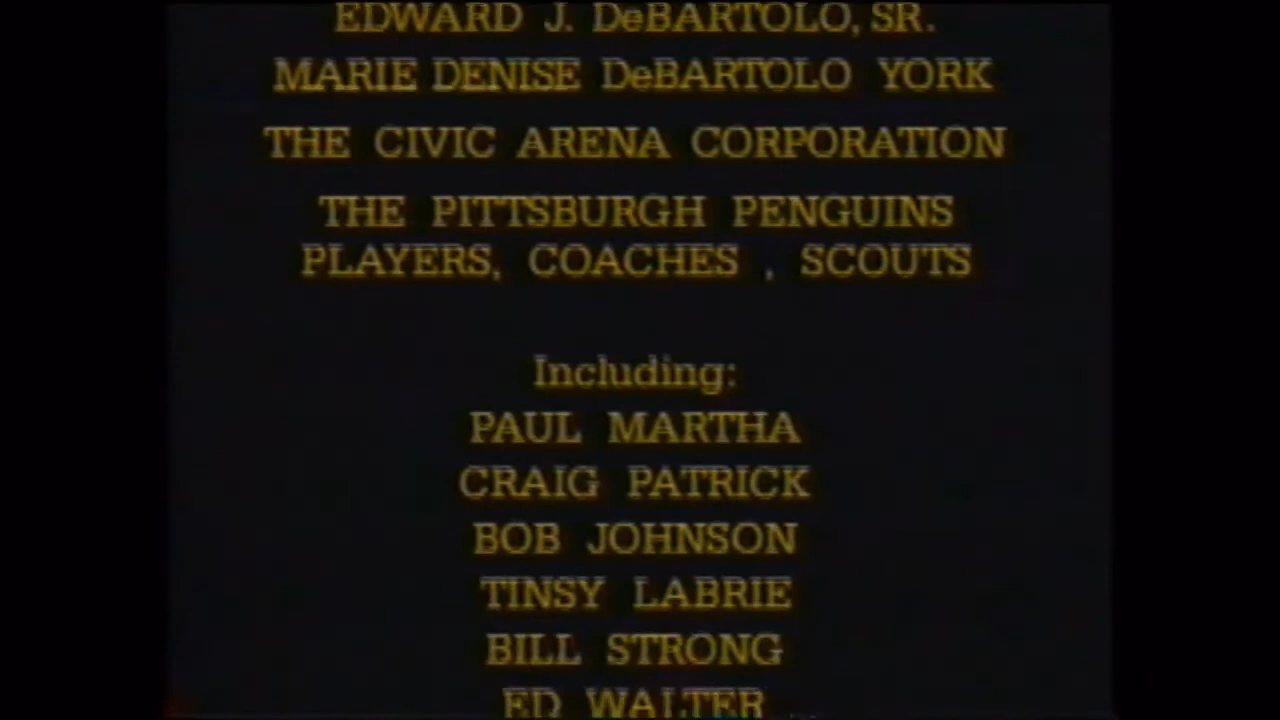 EDWARD J. DeBARTOLO, SR.
MARIE DENISE DeBARTOLO YORK
THE CIVIC ARENA CORPORATION
THE PITTSBURGH PENGUINS
PLAYERS, COACHES , SCOUTS
Including:
PAUL MARTHA
CRAIG PATRICK
BOB JOHNSON
TINSY LABRIE
BILL STRONG
ED WALTER